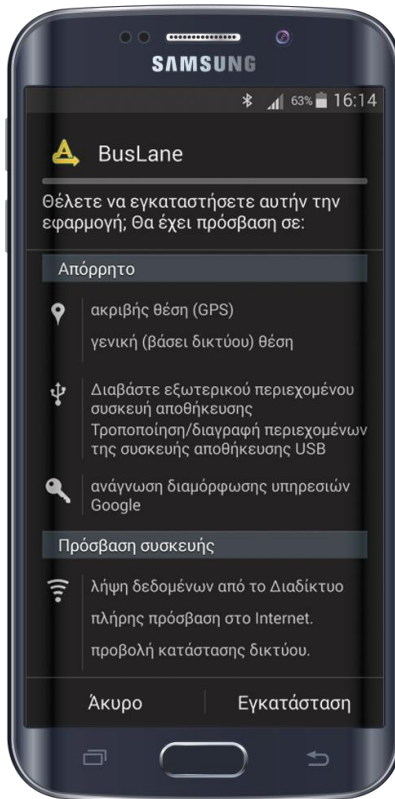 SAMSUNG
63% 16:14
BusLane
Θέλετε να εγκαταστήσετε αυτήν την
εφαρμογή; Θα έχει πρόσβαση σε:
Απόρρητο
ακριβής θέση (GPS)
γενική (βάσει δικτύου) θέση
Διαβάστε εξωτερικού περιεχομένου
συσκευή αποθήκευσης
Τροποποίηση/διαγραφή περιεχομένων
της συσκευής αποθήκευσης USB
ανάγνωση διαμόρφωσης υπηρεσιών
Google
Πρόσβαση συσκευής
λήψη δεδομένων από το Διαδίκτυο
πλήρης πρόσβαση στο Internet.
προβολή κατάστασης δικτύου.
Άκυρο Εγκατάσταση